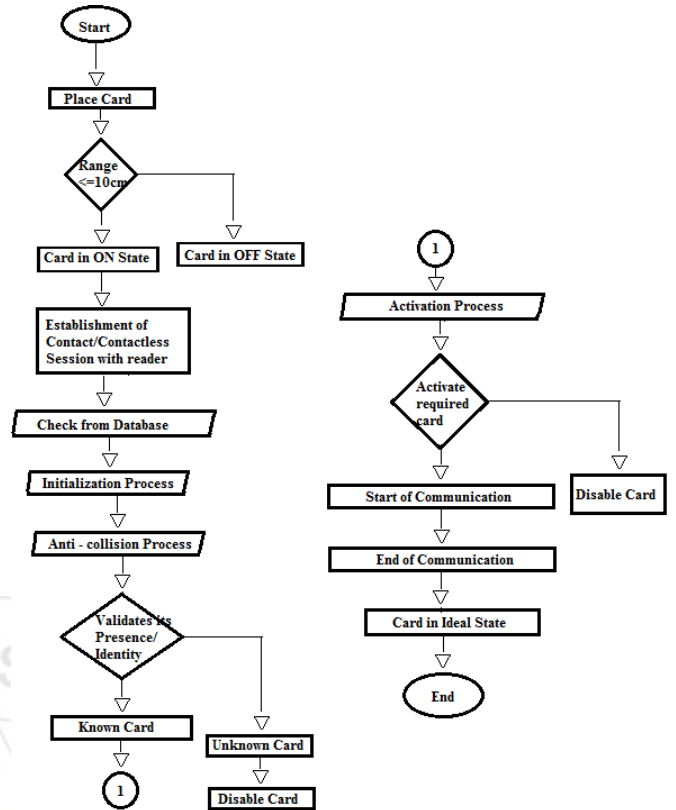 Start
Place Card
Range
<=10cm
Card in ON State
Card in OFF State
Establishment of
Contact/Contactless
Session with reader
Check from Database
Initialization Process
Anti - collision Process
Validates its
Presence/
Identity
Known Card
Unknown Card
1
Disable Card
1
Activation Process
Activate
required
card
Start of Communication
Disable Card
End of Communication
Card in Ideal State
End